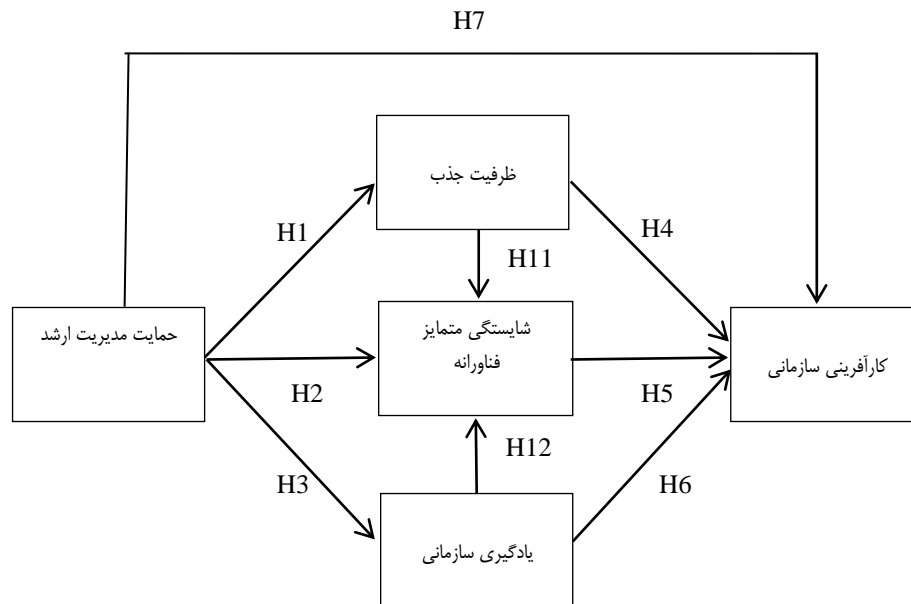 H7
ظرفیت جذب
H1
H4
H11
حمایت مدیریت ارشد
شایستگی متمایز
فناورانه
کارآفرینی سازمانی
H2
H5
H12
H3
H6
یادگیری سازمانی